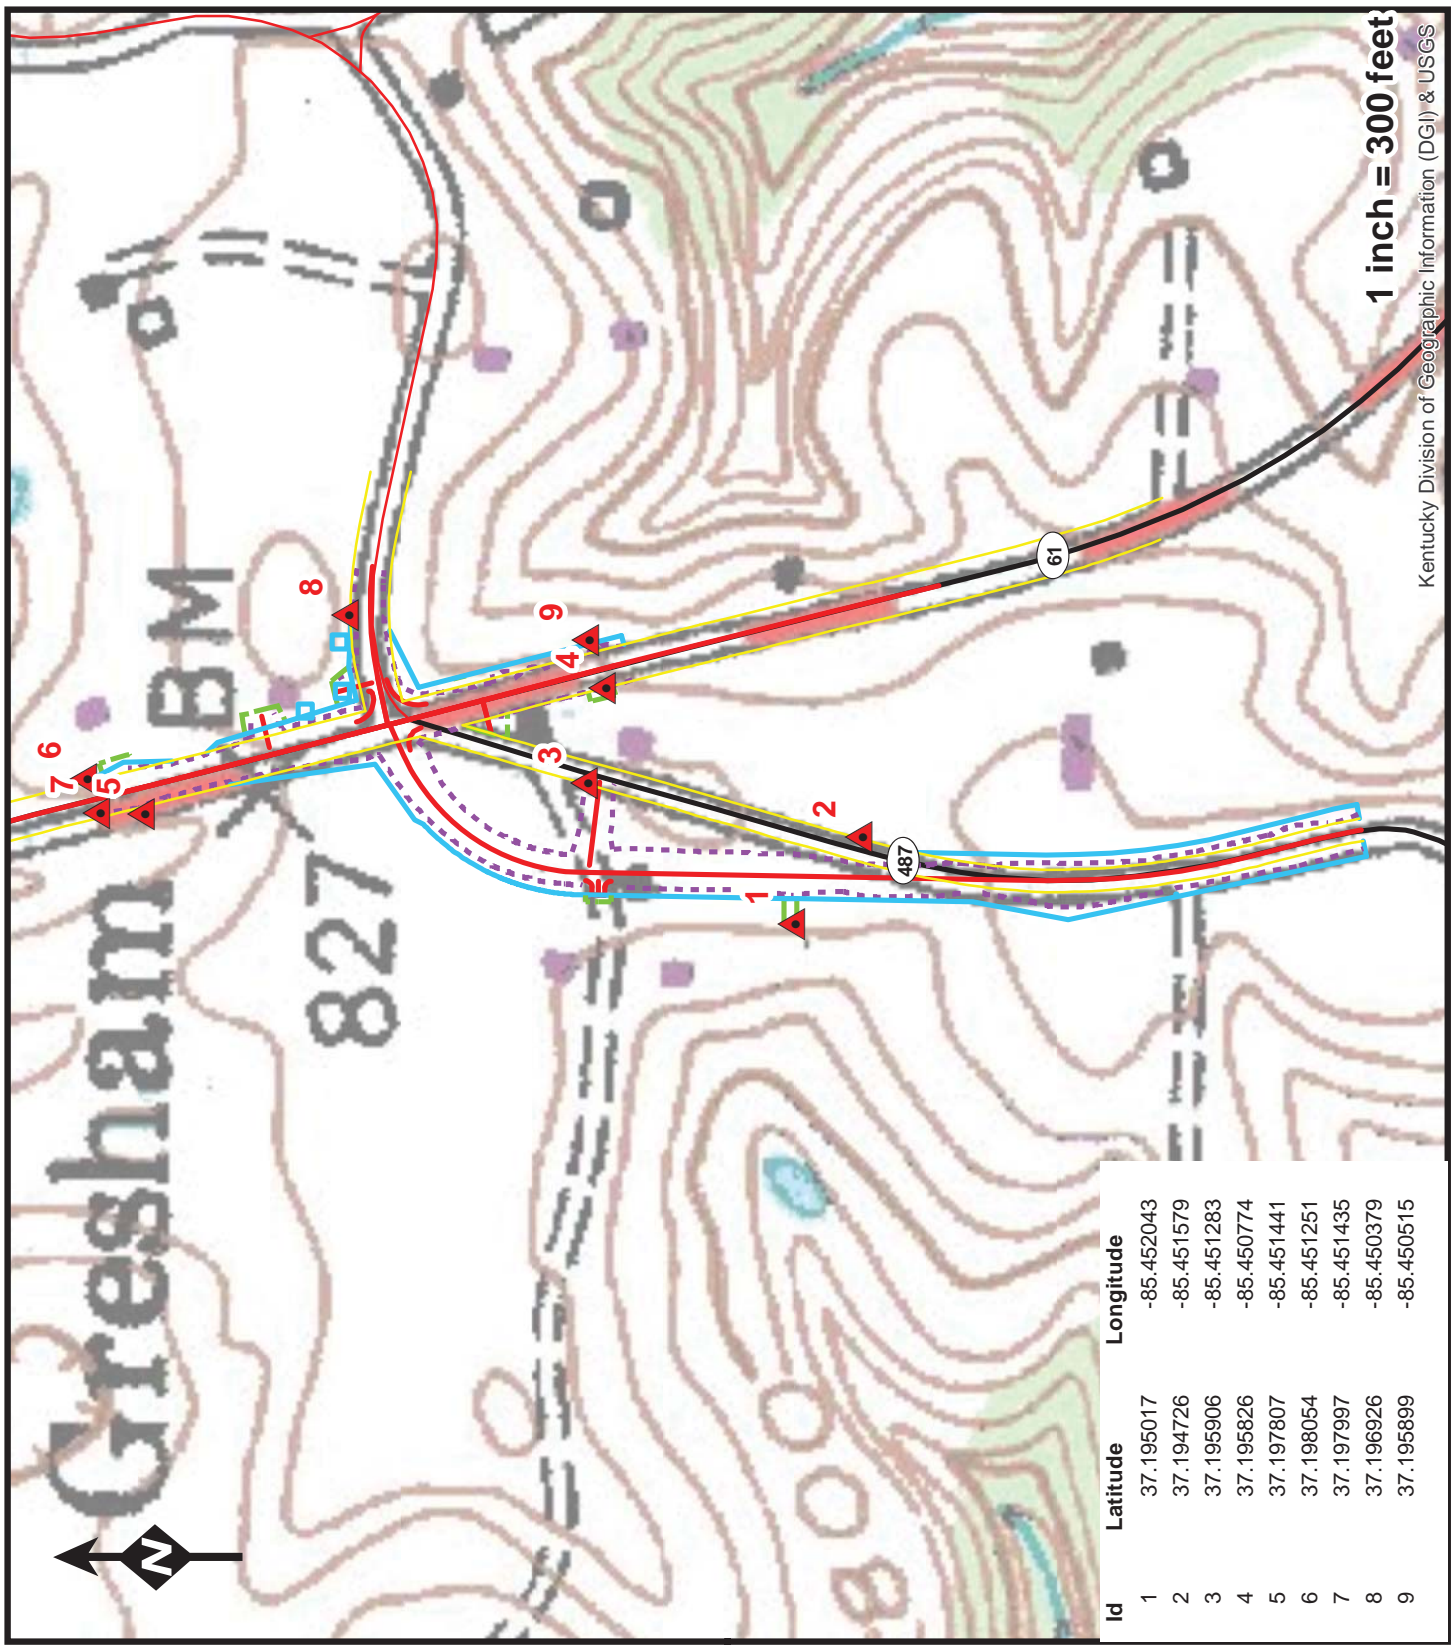 Gresham
BM
827
N
1
2
3
4
5
6
7
8
9
487
61
Id Latitude Longitude
1 37.195017 -85.452043
2 37.194726 -85.451579
3 37.195906 -85.451283
4 37.195826 -85.450774
5 37.197807 -85.451441
6 37.198054 -85.451251
7 37.197997 -85.451435
8 37.196926 -85.450379
9 37.195899 -85.450515
1 inch = 300 feet
Kentucky Division of Geographic Information (DGI) & USGS